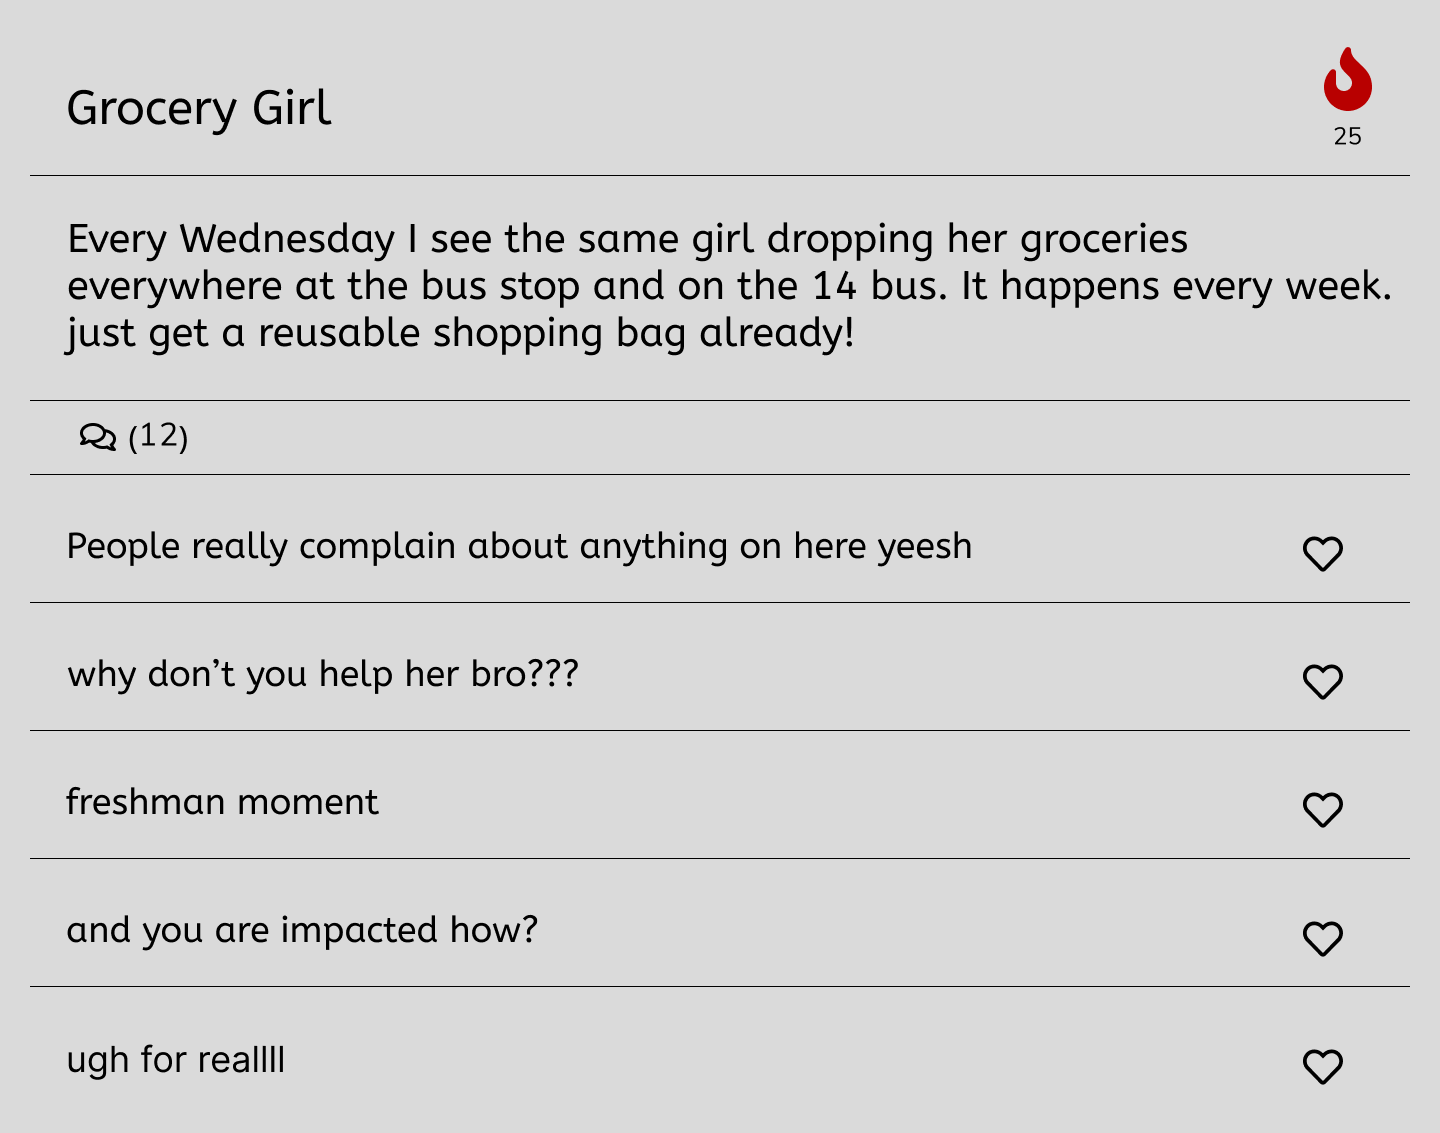 Grocery Girl
25
Every Wednesday I see the same girl dropping her groceries
everywhere at the bus stop and on the 14 bus. It happens every week.
just get a reusable shopping bag already!
(12)
People really complain about anything on here yeesh
why don’t you help her bro???
freshman moment
and you are impacted how?
ugh for reallll